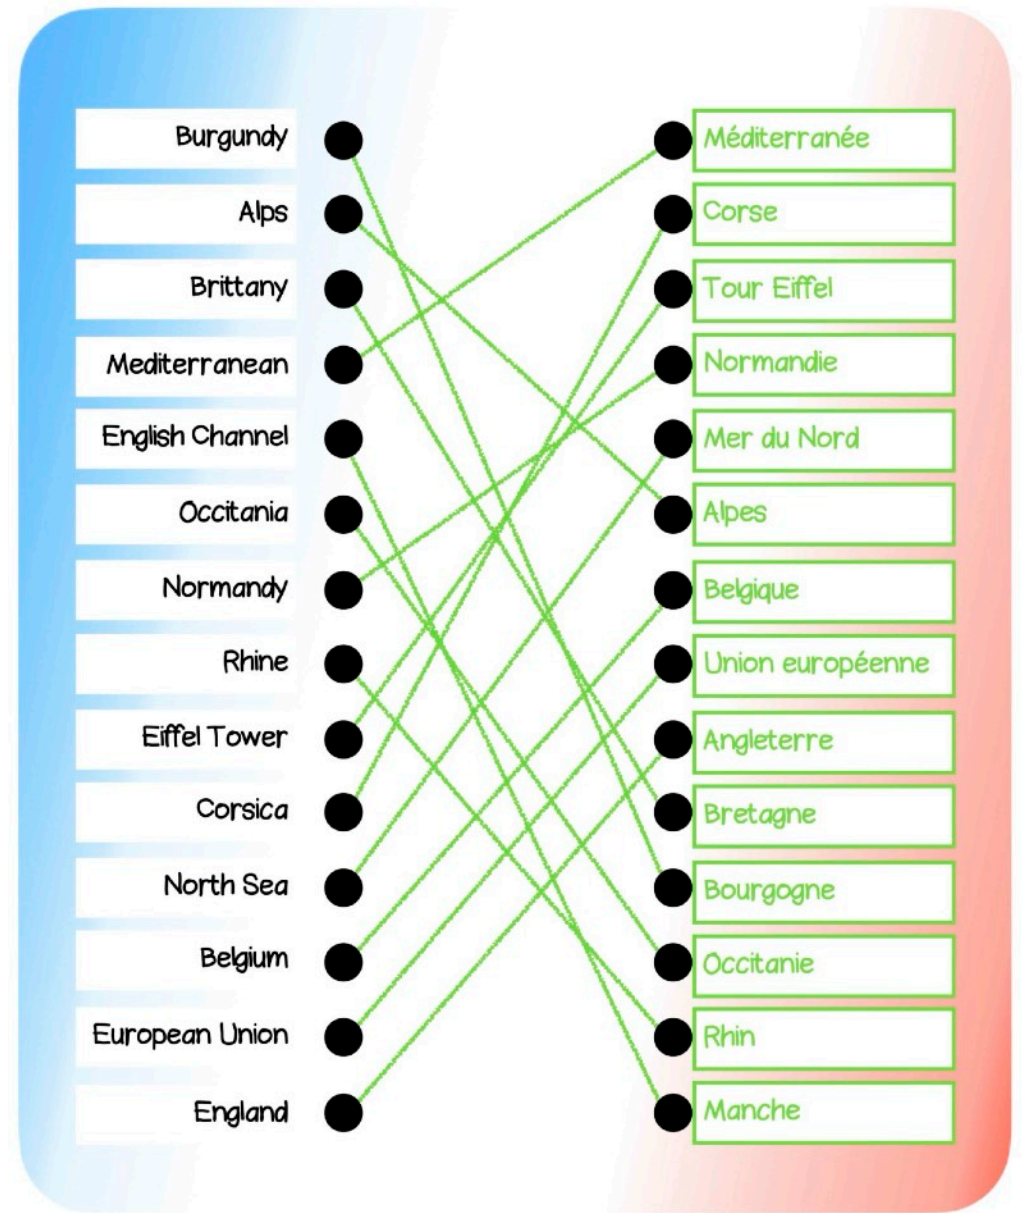 Burgundy
Méditerranée
Alps
Corse
Brittany
Tour Eiffel
Mediterranean
Normandie
English Channel
Mer du Nord
Occitania
Alpes
Normandy
Belgique
Rhine
Union européenne
Eiffel Tower
Angleterre
Corsica
Bretagne
North Sea
Bourgogne
Belgium
Occitanie
European Union
Rhin
England
Manche